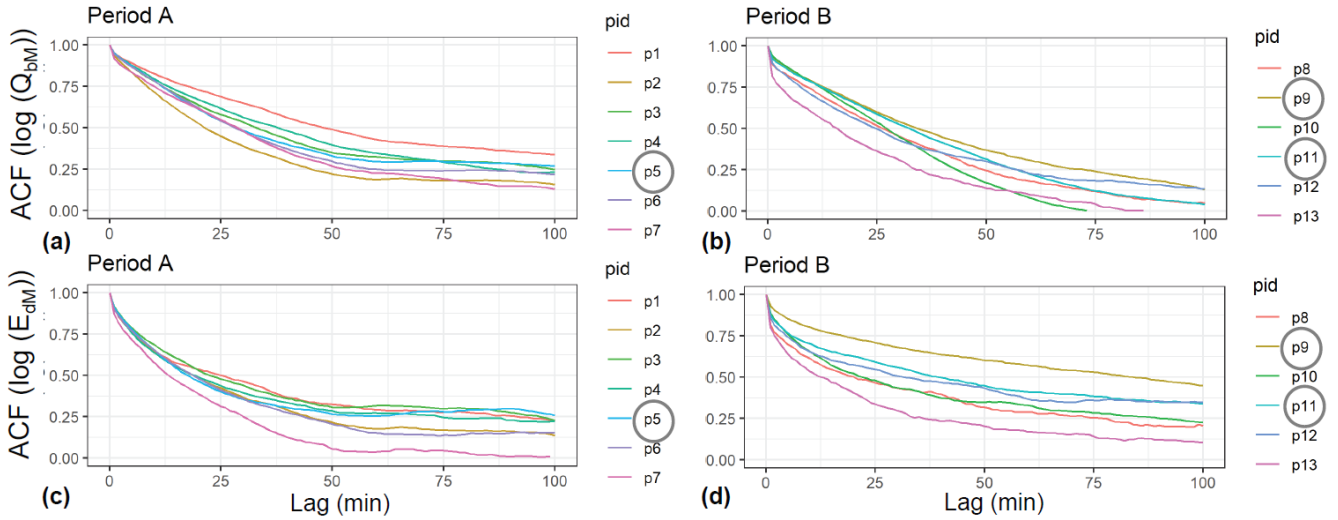 Period A
ACF (log (Q_bM))
1.00
0.75
0.50
0.25
0.00
0
25
50
75
100
(a)
pid
p1
p2
p3
p4
p5
p6
p7
Period B
1.00
0.75
0.50
0.25
0.00
0
25
50
75
100
(b)
pid
p8
p9
p10
p11
p12
p13
Period A
ACF (log (E_dM))
1.00
0.75
0.50
0.25
0.00
0
25
50
75
100
Lag (min)
(c)
pid
p1
p2
p3
p4
p5
p6
p7
Period B
1.00
0.75
0.50
0.25
0.00
0
25
50
75
100
Lag (min)
(d)
pid
p8
p9
p10
p11
p12
p13